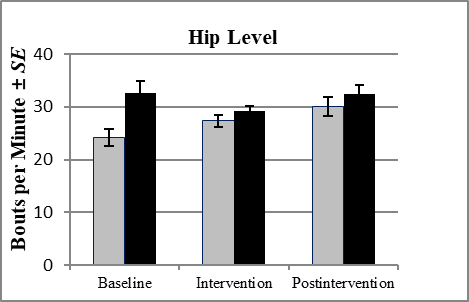 Hip Level
Bouts per Minute ± SE
40
30
20
10
0
Baseline
Intervention
Postintervention